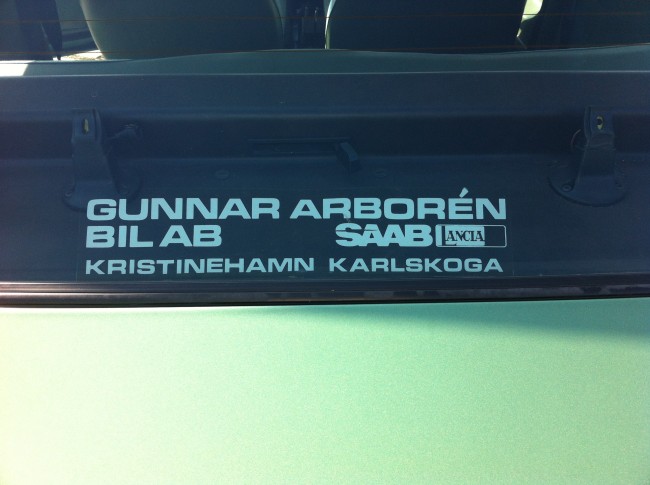 GUNNAR ARBORÉN
BIL AB SAAB LANCIA
KRISTINEHAMN KARLSKOGA